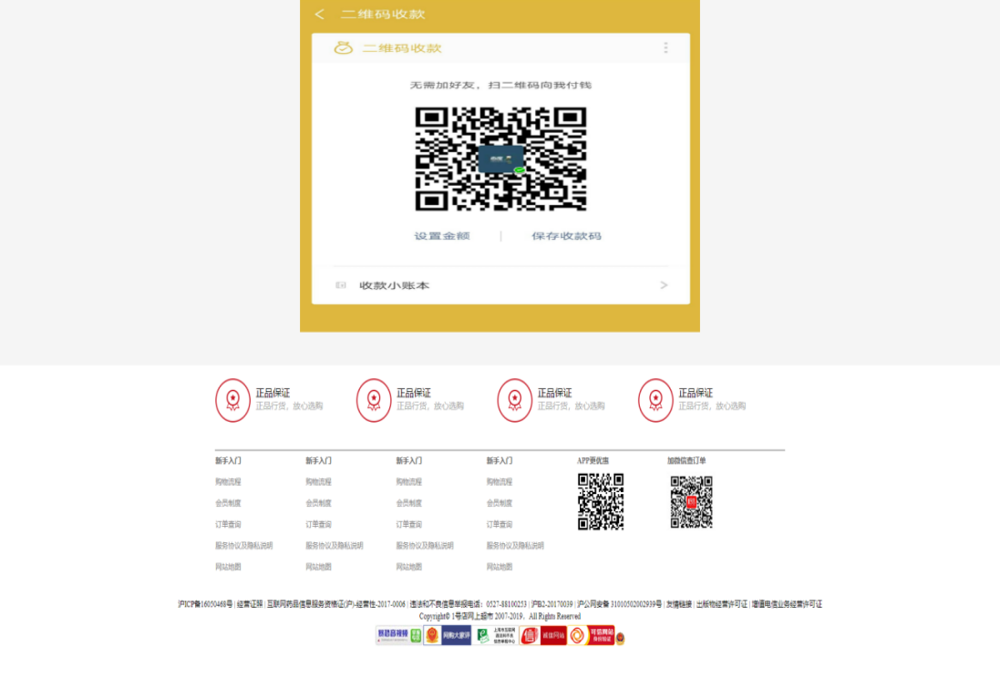 < 二维码收款
二维码收款
无需加好友，扫二维码向我付钱
设置金额 | 保存收款码
收款小账本 >
正品保证 正品保证 正品保证 正品保证
正品行货，放心选购 正品行货，放心选购 正品行货，放心选购 正品行货，放心选购
新手入门 新手入门 新手入门 新手入门 APP更优惠 加微信查订单
购物流程 购物流程 购物流程 购物流程
会员制度 会员制度 会员制度 会员制度
订单查询 订单查询 订单查询 订单查询
服务协议及隐私说明 服务协议及隐私说明 服务协议及隐私说明 服务协议及隐私说明
网站地图 网站地图 网站地图 网站地图
沪ICP备16050468号 | 经营证照 | 互联网药品信息服务资格证(沪)-经营性-2017-0006 | 违法和不良信息举报电话：0527-88100253 | 沪B2-20170039 | 沪公网安备 31010502002939号 | 友情链接 | 出版物经营许可证 | 增值电信业务经营许可证
Copyright© 1号店网上超市 2007-2019，All Rights Reserved
网购大家评 诚信网站 可信网站